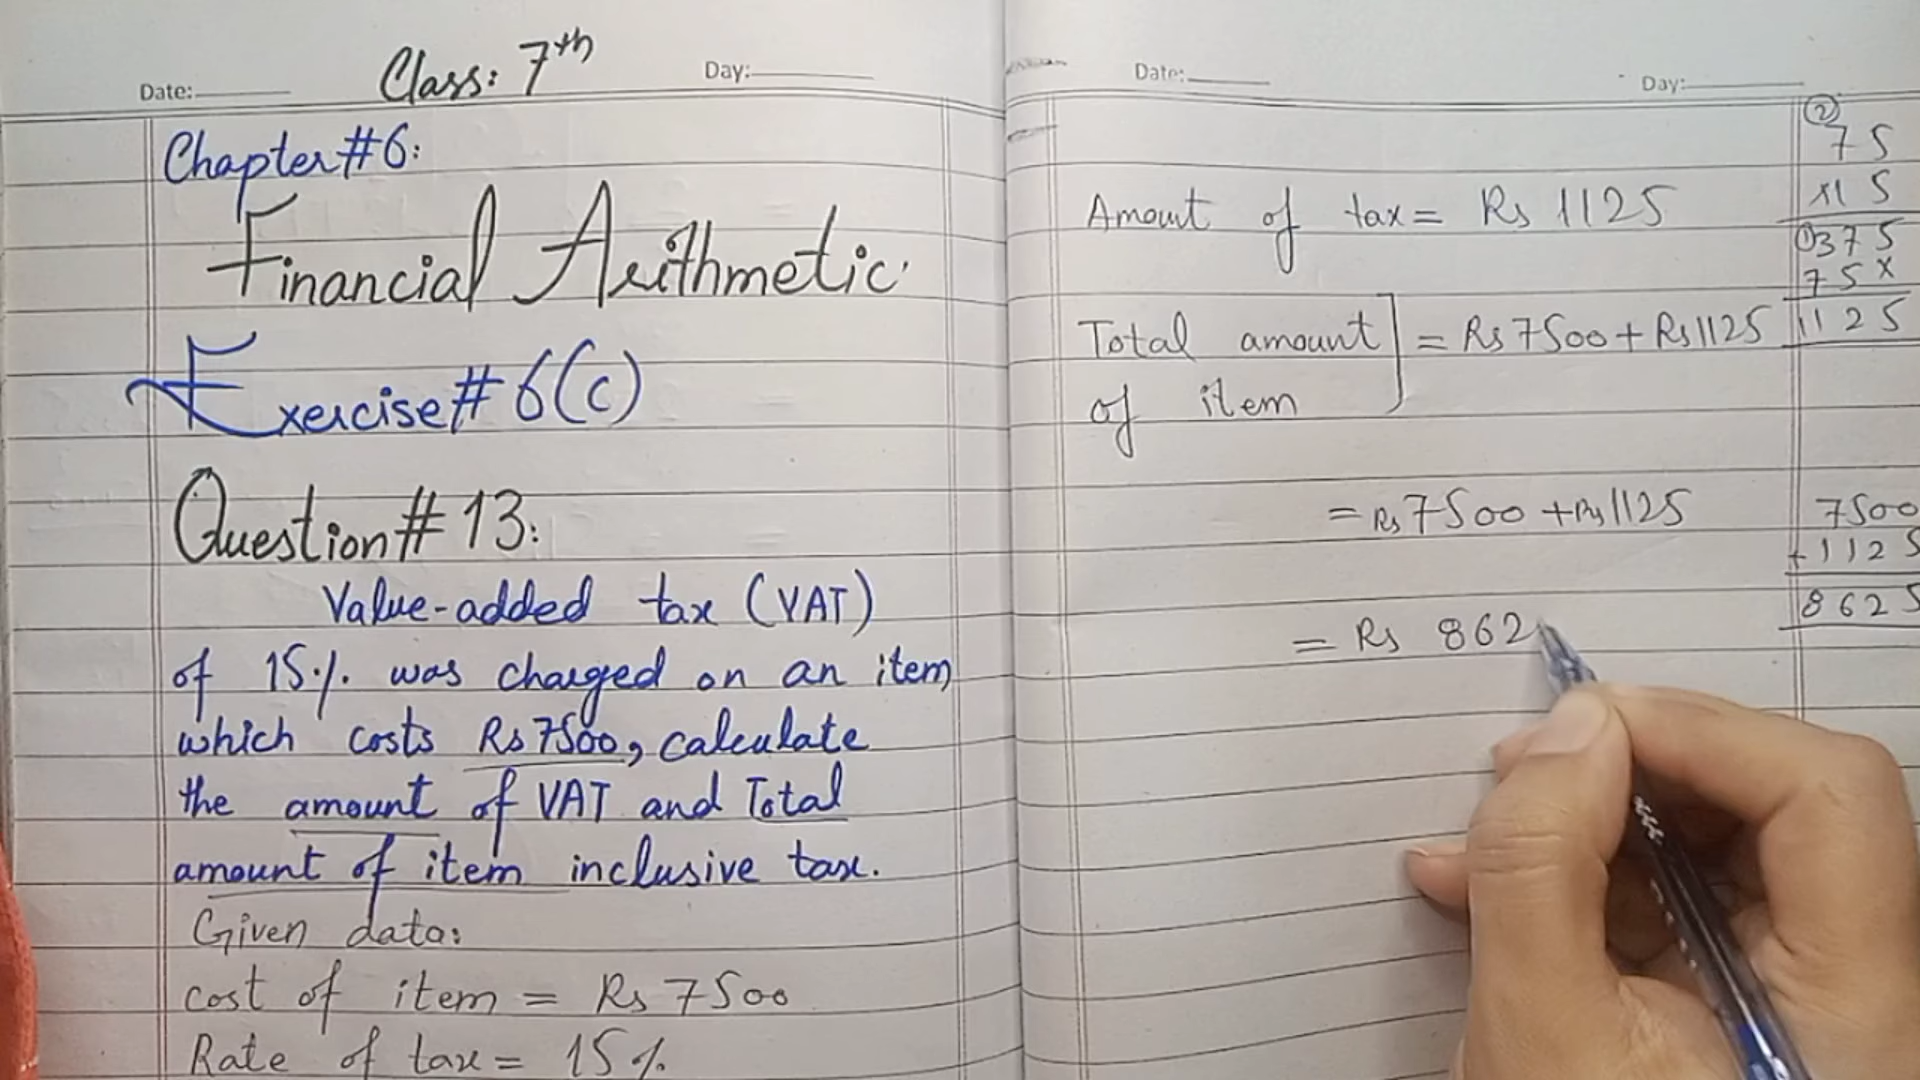 Date:
Class: 7th
Day:
Chapter#6:
Financial Arithmetic.
Exercise# 6(c)
Question# 13:
Value-added tax (VAT)
of 15% was charged on an item
which costs Rs 7500, calculate
the amount of VAT and Total
amount of item inclusive tax.
Given data:
cost of item = Rs 7500
Rate of tax = 15%
Date:
Day:
Amount of tax = Rs 1125
Total amount = Rs 7500 + Rs 1125
of item
= Rs 7500 + Rs 1125
= Rs 862
2
75
x15
1375
75x
1125
7500
+1125
8625